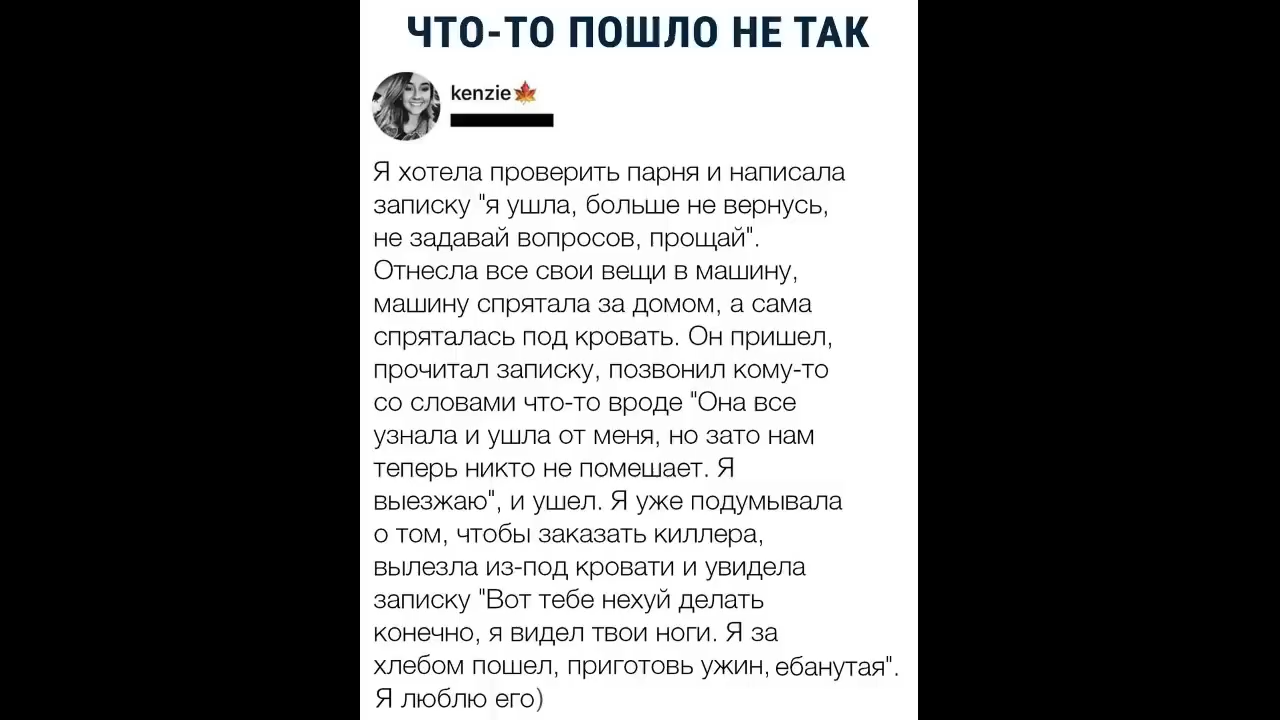 ЧТО-ТО ПОШЛО НЕ ТАК
kenzie🍁
Я хотела проверить парня и написала
записку "я ушла, больше не вернусь,
не задавай вопросов, прощай".
Отнесла все свои вещи в машину,
машину спрятала за домом, а сама
спряталась под кровать. Он пришел,
прочитал записку, позвонил кому-то
со словами что-то вроде "Она все
узнала и ушла от меня, но зато нам
теперь никто не помешает. Я
выезжаю", и ушел. Я уже подумывала
о том, чтобы заказать киллера,
вылезла из-под кровати и увидела
записку "Вот тебе нехуй делать
конечно, я видел твои ноги. Я за
хлебом пошел, приготовь ужин, ебанутая".
Я люблю его)